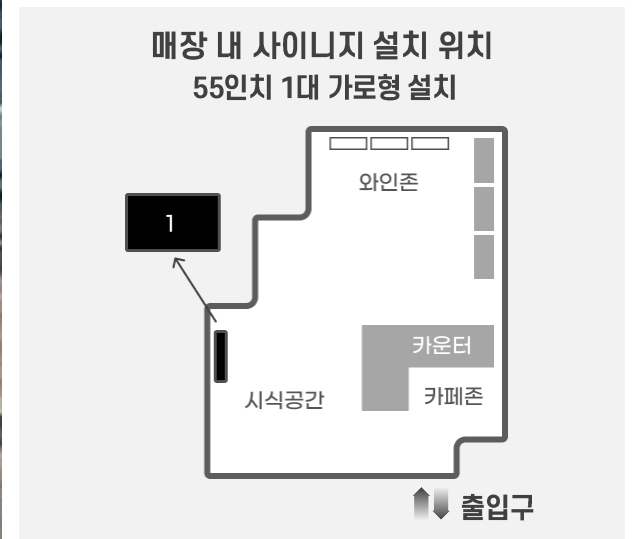 매장 내 사이니지 설치 위치
55인치 1대 가로형 설치
와인존
1
카운터
시식공간
카페존
출입구